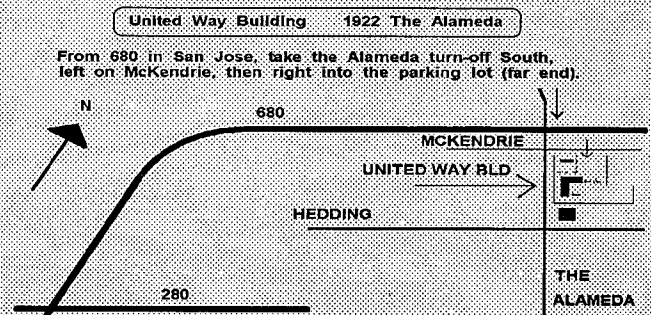 United Way Building 1922 The Alameda
From 680 in San Jose, take the Alameda turn-off South,
left on McKendrie, then right into the parking lot (far end).
N
680
MCKENDRIE
UNITED WAY BLD
HEDDING
280
THE
ALAMEDA